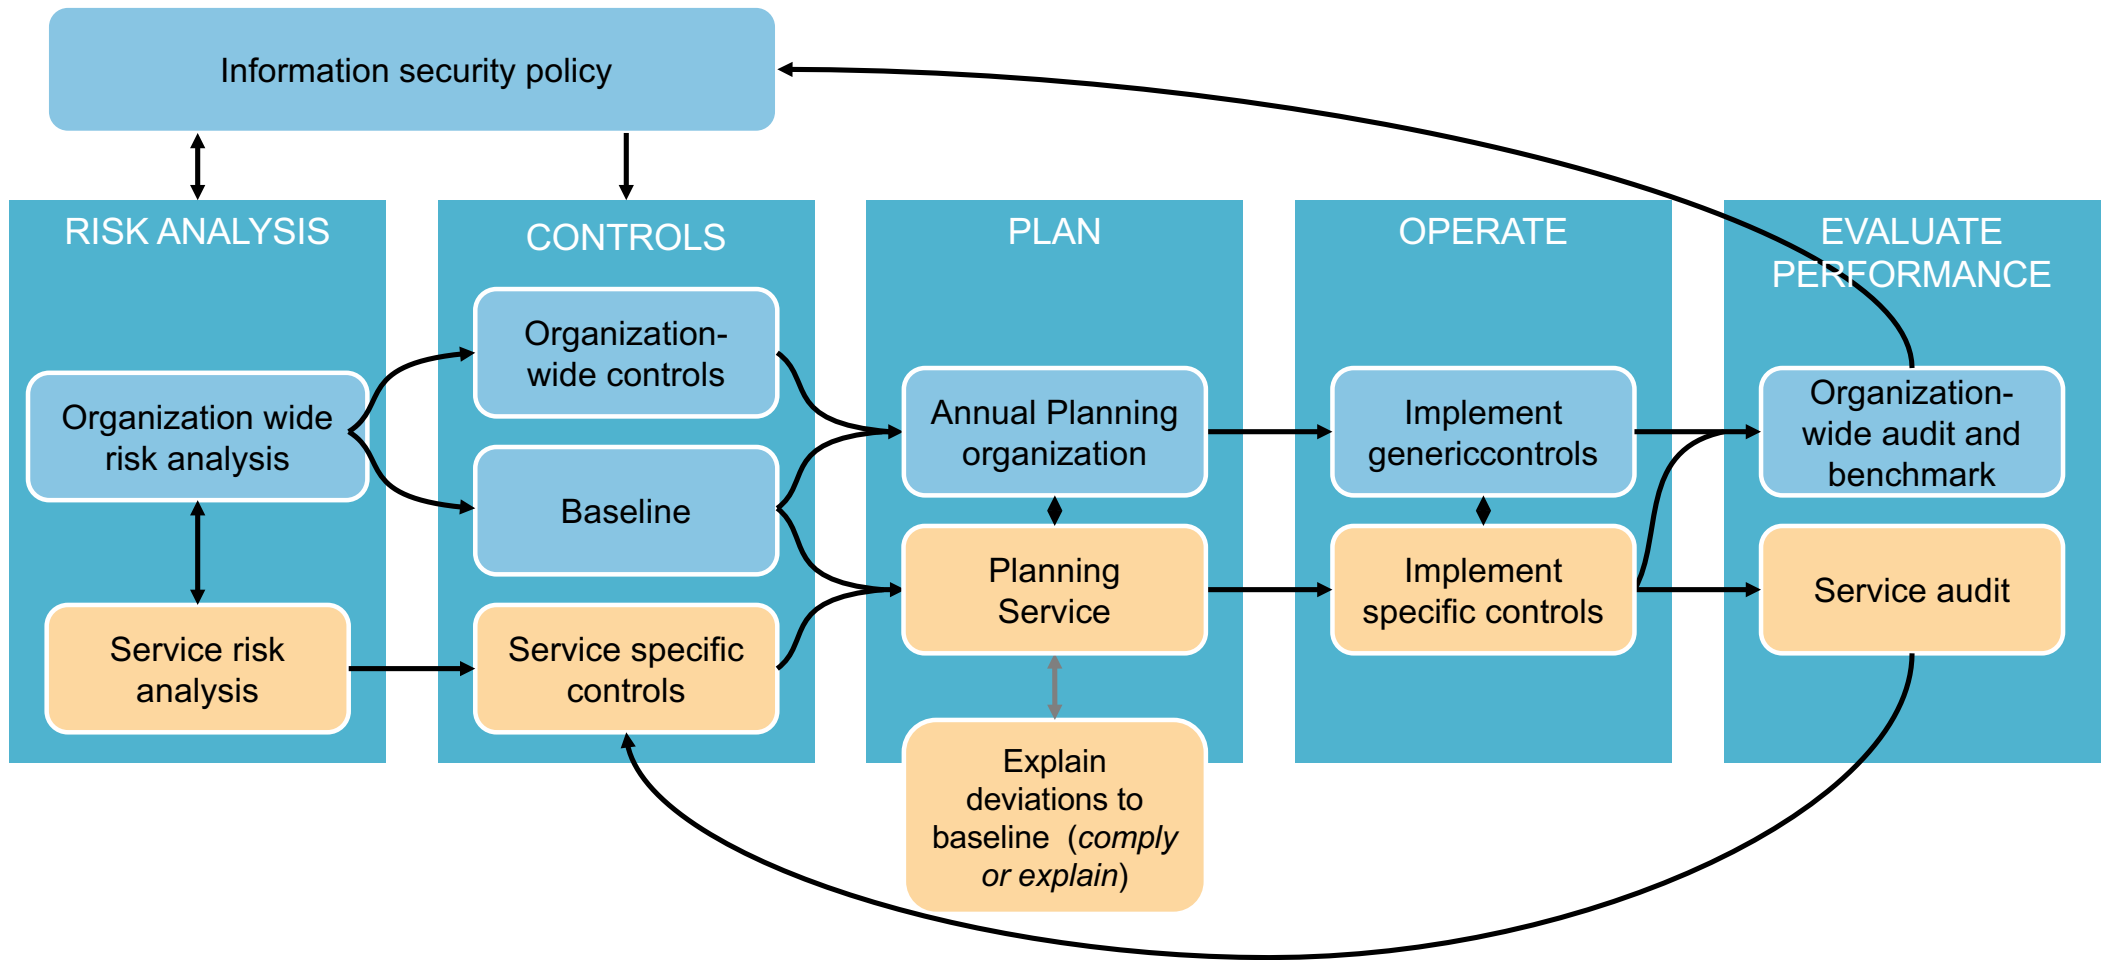 Information security policy
RISK ANALYSIS
Organization wide
risk analysis
Service risk
analysis
CONTROLS
Organization-
wide controls
Baseline
Service specific
controls
PLAN
Annual Planning
organization
Planning
Service
Explain
deviations to
baseline  (comply
or explain)
OPERATE
Implement
genericcontrols
Implement
specific controls
EVALUATE
PERFORMANCE
Organization-
wide audit and
benchmark
Service audit